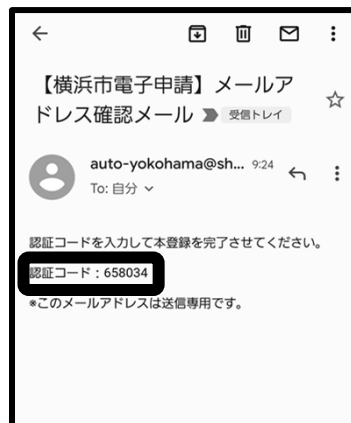 【横浜市電子申請】メールア
ドレス確認メール 受信トレイ
auto-yokohama@sh... 9:24
To: 自分
認証コードを入力して本登録を完了させてください。
認証コード：658034
※このメールアドレスは送信専用です。